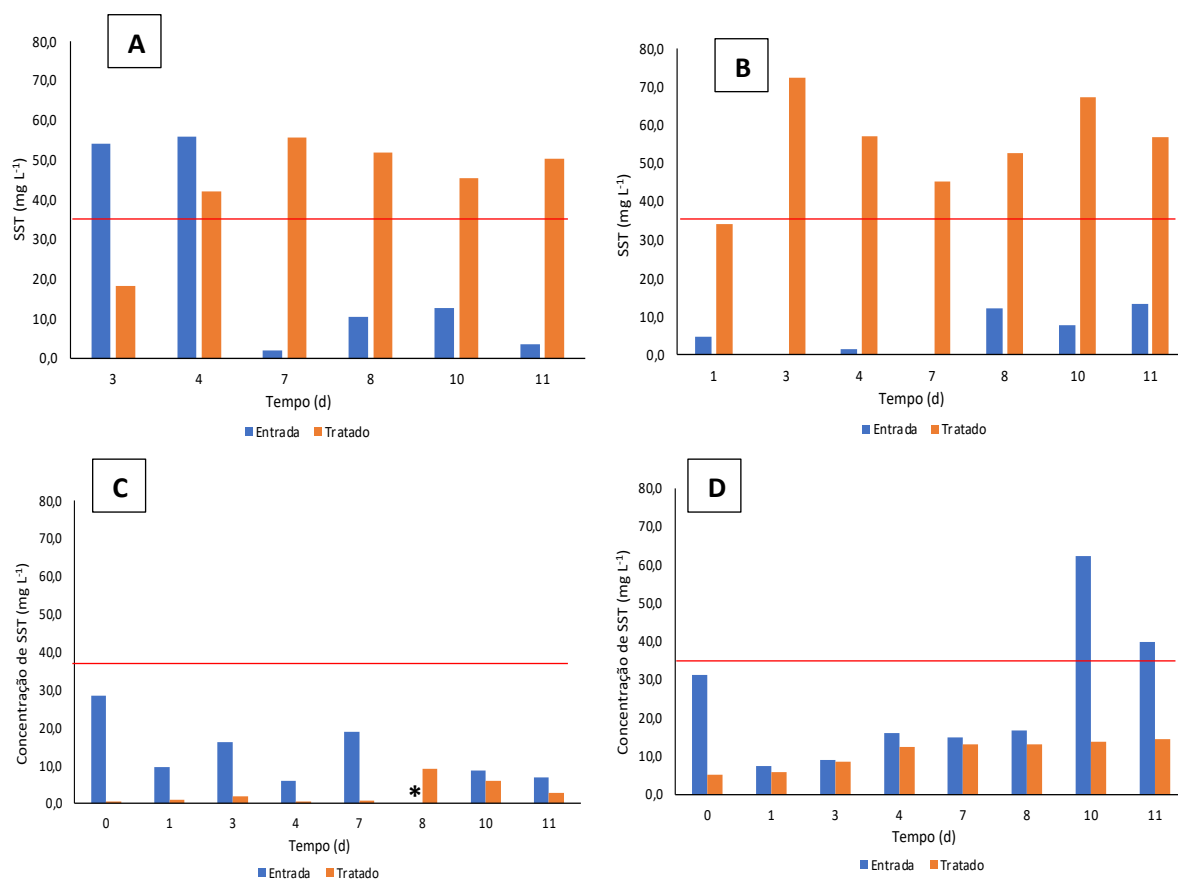 A
80,0
70,0
60,0
50,0
40,0
30,0
20,0
10,0
0,0
SST (mg L⁻¹)
3 4 7 8 10 11
Tempo (d)
Entrada Tratado
B
80,0
70,0
60,0
50,0
40,0
30,0
20,0
10,0
0,0
SST (mg L⁻¹)
1 3 4 7 8 10 11
Tempo (d)
Entrada Tratado
C
80,0
70,0
60,0
50,0
40,0
30,0
20,0
10,0
0,0
Concentração de SST (mg L⁻¹)
*
0 1 3 4 7 8 10 11
Tempo (d)
Entrada Tratado
D
80,0
70,0
60,0
50,0
40,0
30,0
20,0
10,0
0,0
Concentração de SST (mg L⁻¹)
0 1 3 4 7 8 10 11
Tempo (d)
Entrada Tratado